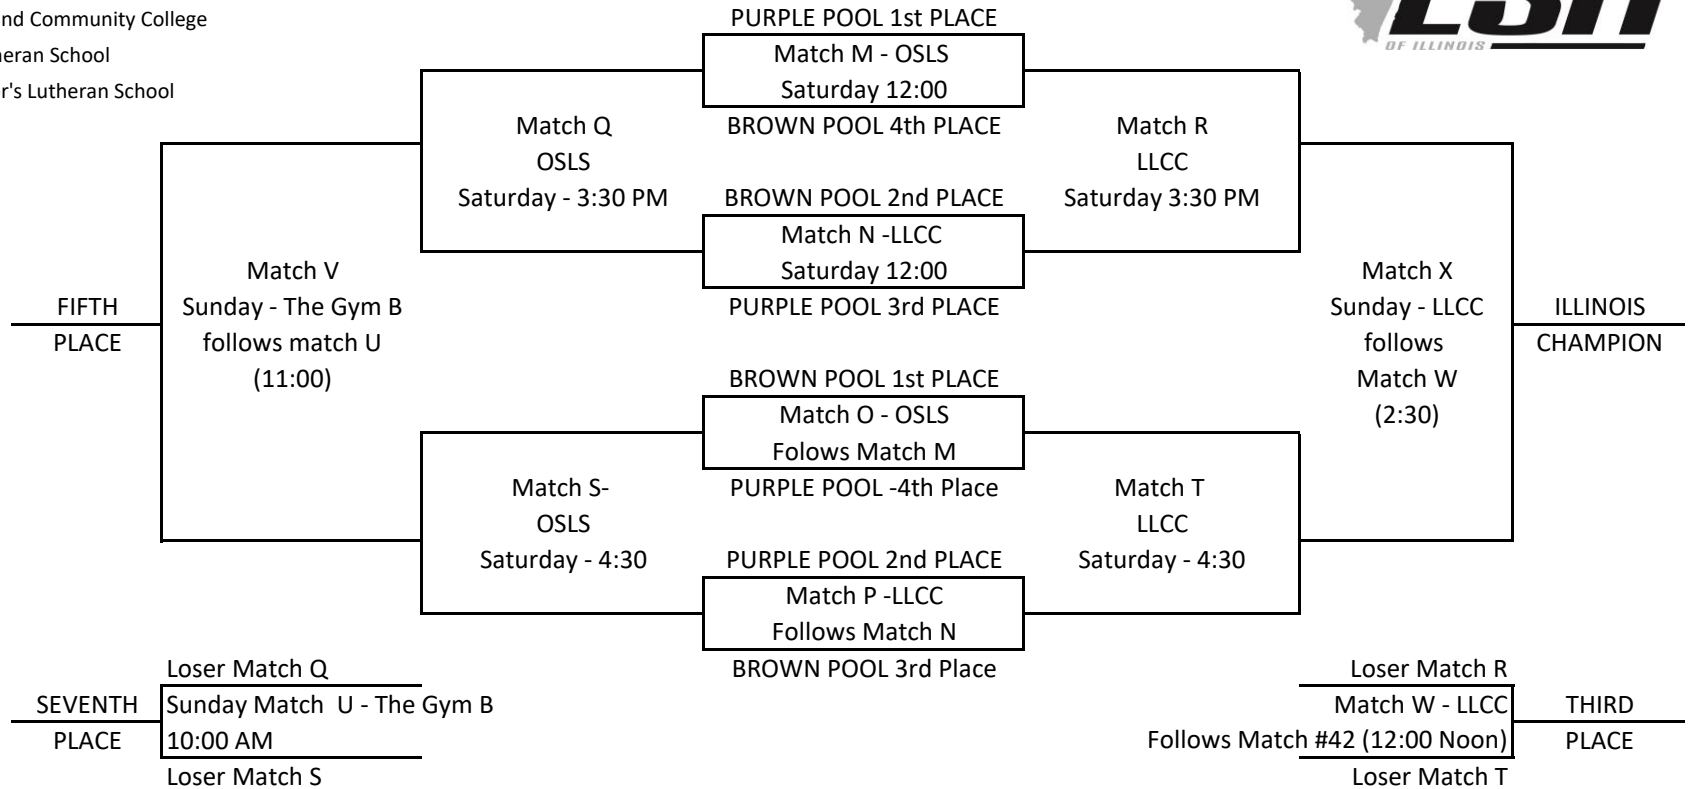 nd Community College
heran School
r's Lutheran School
OF ILLINOIS
PURPLE POOL 1st PLACE
Match M - OSLS
Saturday 12:00
BROWN POOL 4th PLACE
Match Q
OSLS
Saturday - 3:30 PM
Match R
LLCC
Saturday 3:30 PM
BROWN POOL 2nd PLACE
Match N -LLCC
Saturday 12:00
PURPLE POOL 3rd PLACE
Match V
Sunday - The Gym B
follows match U
(11:00)
FIFTH
PLACE
Match X
Sunday - LLCC
follows
Match W
(2:30)
ILLINOIS
CHAMPION
BROWN POOL 1st PLACE
Match O - OSLS
Folows Match M
PURPLE POOL -4th Place
Match S-
OSLS
Saturday - 4:30
Match T
LLCC
Saturday - 4:30
PURPLE POOL 2nd PLACE
Match P -LLCC
Follows Match N
BROWN POOL 3rd Place
Loser Match Q
SEVENTH
PLACE
Sunday Match  U - The Gym B
10:00 AM
Loser Match S
Loser Match R
Match W - LLCC
Follows Match #42 (12:00 Noon)
Loser Match T
THIRD
PLACE